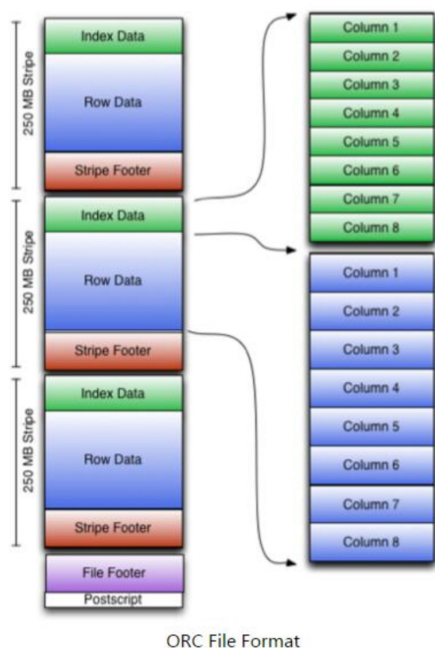 250 MB Stripe
Index Data
Row Data
Stripe Footer
250 MB Stripe
Index Data
Row Data
Stripe Footer
250 MB Stripe
Index Data
Row Data
Stripe Footer
File Footer
Postscript
Column 1
Column 2
Column 3
Column 4
Column 5
Column 6
Column 7
Column 8
Column 1
Column 2
Column 3
Column 4
Column 5
Column 6
Column 7
Column 8
ORC File Format